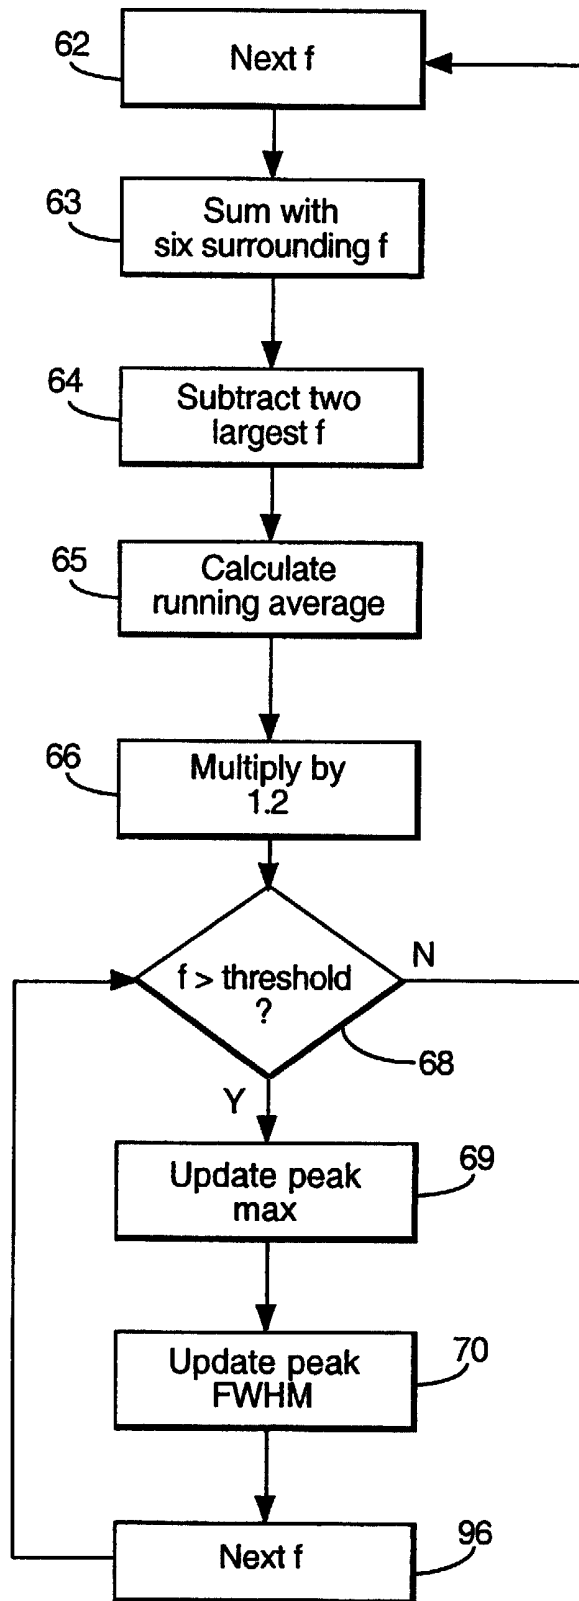 62
Next f
63
Sum with
six surrounding f
64
Subtract two
largest f
65
Calculate
running average
66
Multiply by
1.2
f > threshold
?
N
68
Y
69
Update peak
max
70
Update peak
FWHM
96
Next f